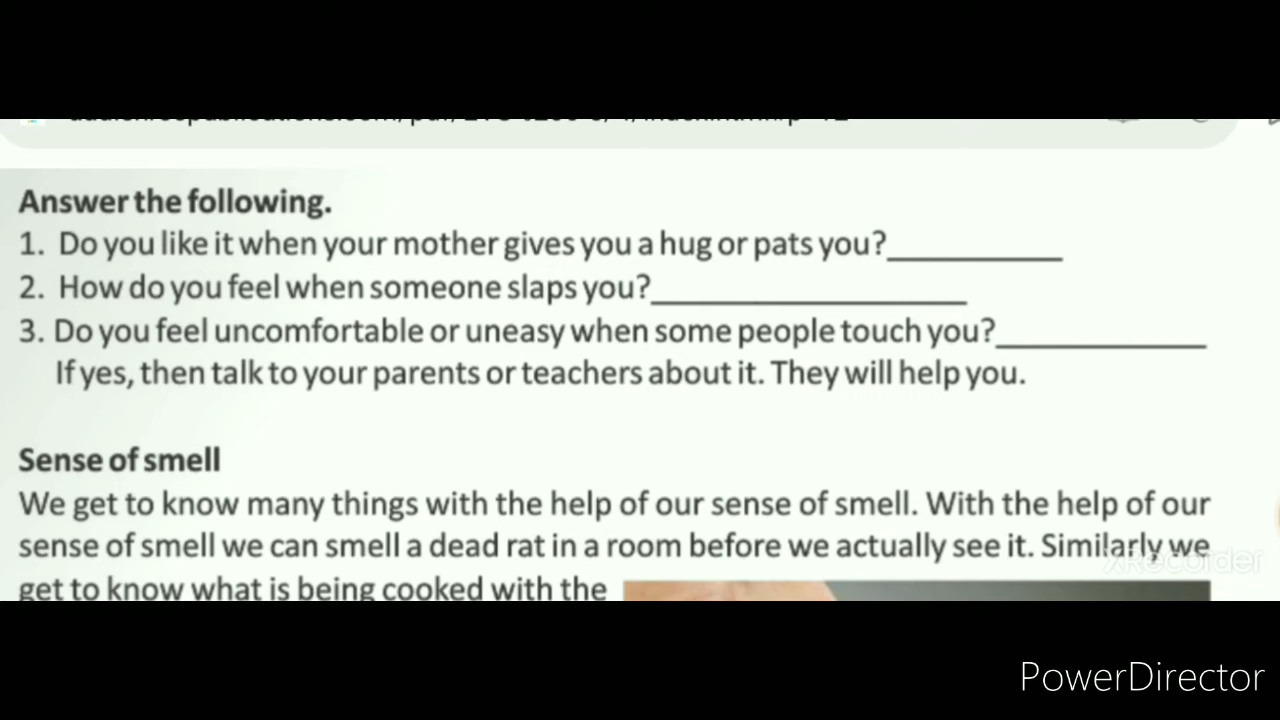 Answer the following.
1. Do you like it when your mother gives you a hug or pats you?__________
2. How do you feel when someone slaps you?__________________
3. Do you feel uncomfortable or uneasy when some people touch you?____________
If yes, then talk to your parents or teachers about it. They will help you.
Sense of smell
We get to know many things with the help of our sense of smell. With the help of our
sense of smell we can smell a dead rat in a room before we actually see it. Similarly we
XRecorder
get to know what is being cooked with the
PowerDirector